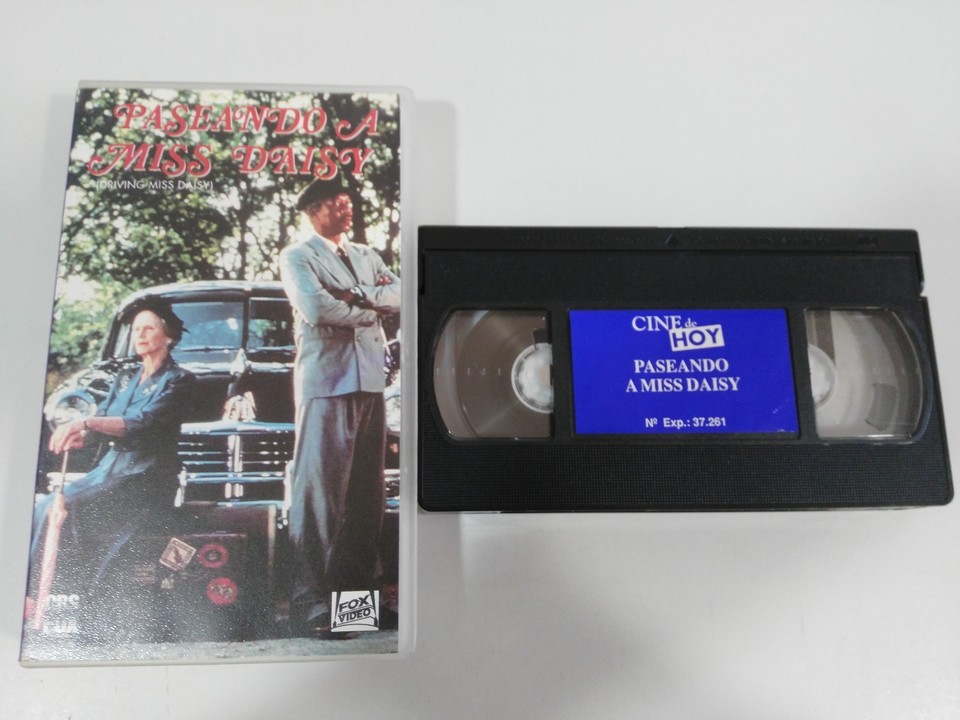 PASEANDO A
MISS DAISY
(DRIVING MISS DAISY)
FOX
VIDEO
CINE de
HOY
PASEANDO
A MISS DAISY
Nº Exp.: 37.261